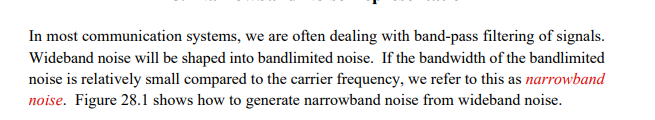 In most communication systems, we are often dealing with band-pass filtering of signals.
Wideband noise will be shaped into bandlimited noise.  If the bandwidth of the bandlimited
noise is relatively small compared to the carrier frequency, we refer to this as narrowband
noise.  Figure 28.1 shows how to generate narrowband noise from wideband noise.